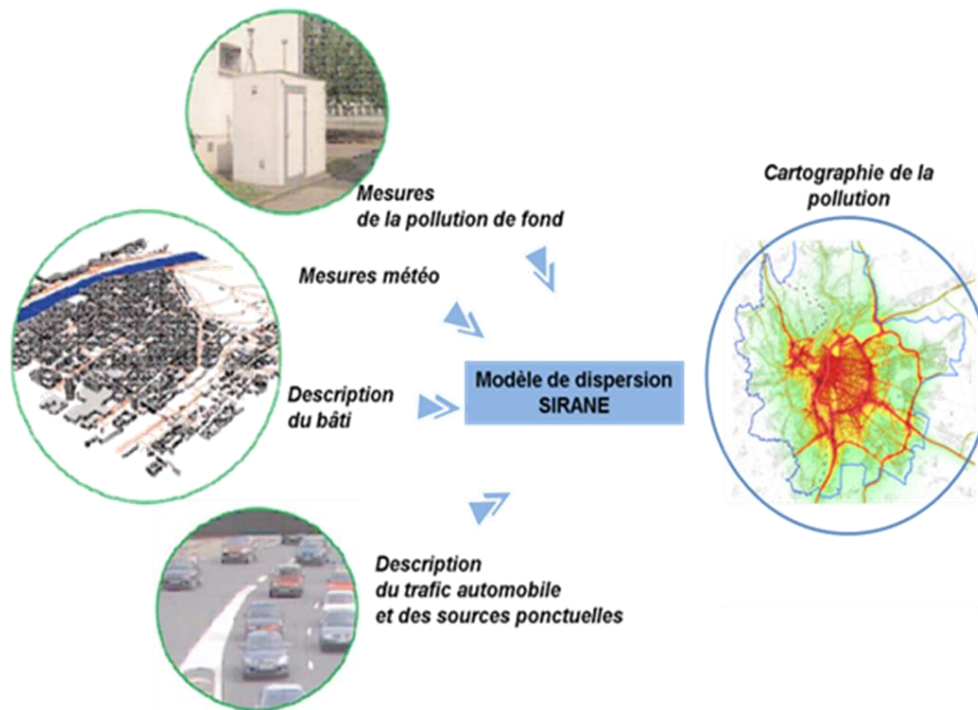 Mesures
de la pollution de fond
Cartographie de la
pollution
Mesures météo
Description
du bâti
Modèle de dispersion
SIRANE
Description
du trafic automobile
et des sources ponctuelles